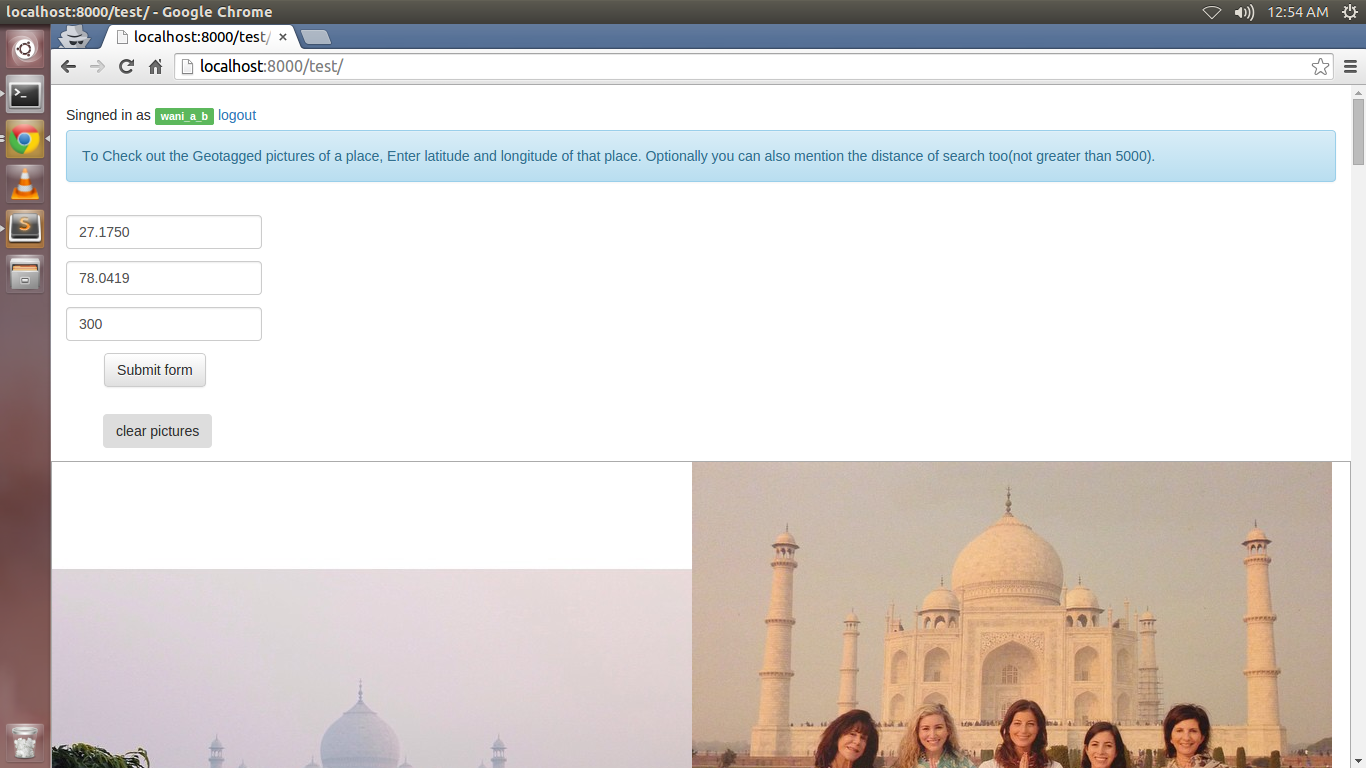 localhost:8000/test/ - Google Chrome
12:54 AM
localhost:8000/test/
localhost:8000/test/
Singned in as wani_a_b logout
To Check out the Geotagged pictures of a place, Enter latitude and longitude of that place. Optionally you can also mention the distance of search too(not greater than 5000).
27.1750
78.0419
300
Submit form
clear pictures